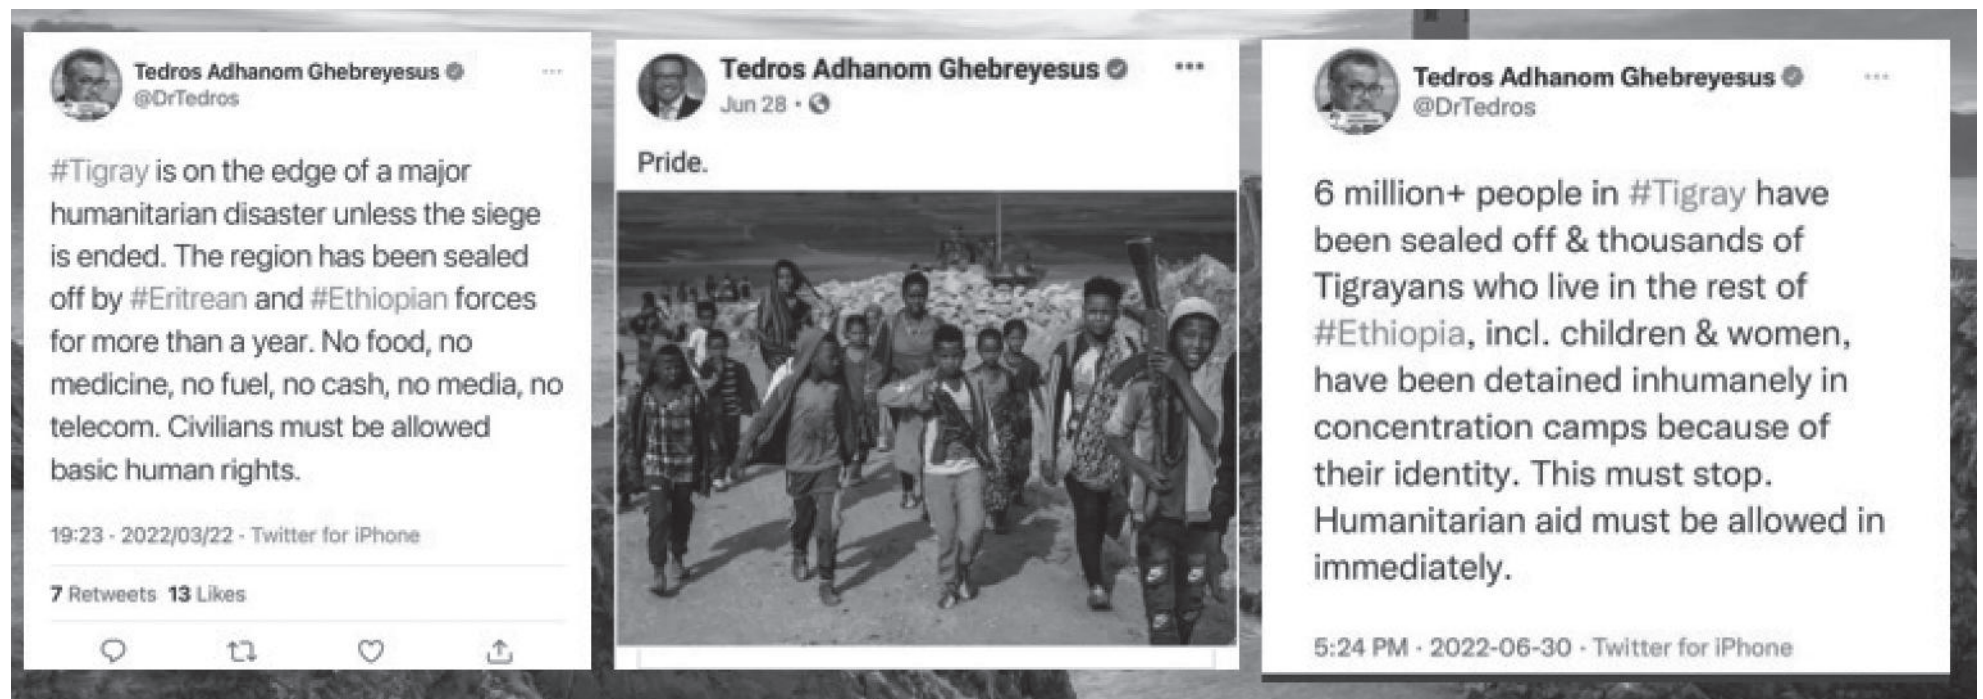 Tedros Adhanom Ghebreyesus
@DrTedros
#Tigray is on the edge of a major
humanitarian disaster unless the siege
is ended. The region has been sealed
off by #Eritrean and #Ethiopian forces
for more than a year. No food, no
medicine, no fuel, no cash, no media, no
telecom. Civilians must be allowed
basic human rights.
19:23 · 2022/03/22 · Twitter for iPhone
7 Retweets 13 Likes
Tedros Adhanom Ghebreyesus
Jun 28 ·
Pride.
Tedros Adhanom Ghebreyesus
@DrTedros
6 million+ people in #Tigray have
been sealed off & thousands of
Tigrayans who live in the rest of
#Ethiopia, incl. children & women,
have been detained inhumanely in
concentration camps because of
their identity. This must stop.
Humanitarian aid must be allowed in
immediately.
5:24 PM · 2022-06-30 · Twitter for iPhone